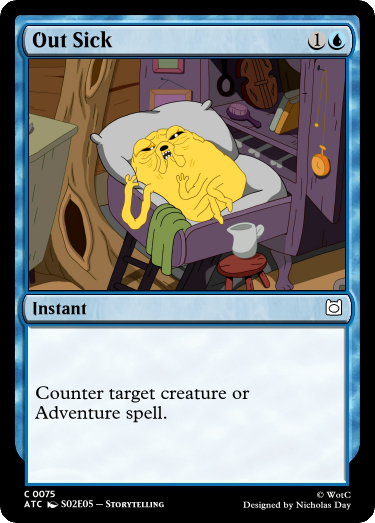 Out Sick 1
Instant
Counter target creature or
Adventure spell.
C 0075
ATC S02E05 — Storytelling
© WotC
Designed by Nicholas Day